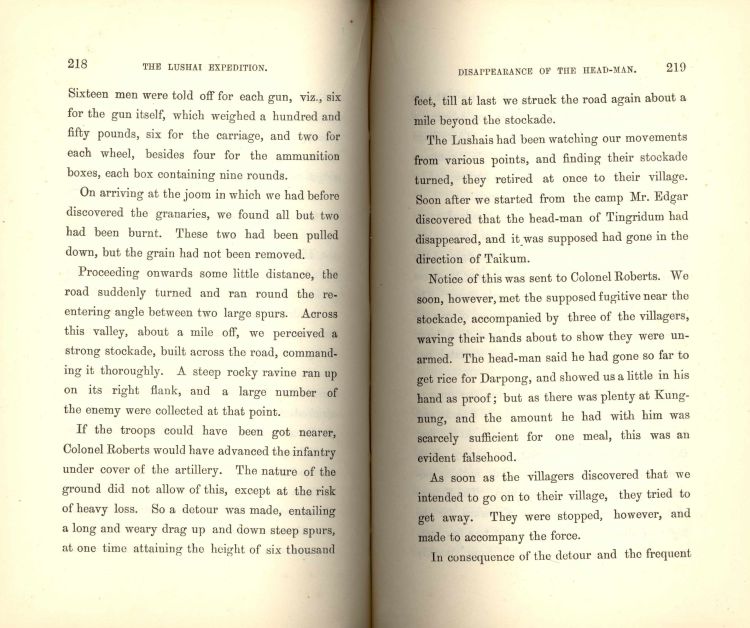 218
THE LUSHAI EXPEDITION.
Sixteen men were told off for each gun, viz., six
for the gun itself, which weighed a hundred and
fifty pounds, six for the carriage, and two for
each wheel, besides four for the ammunition
boxes, each box containing nine rounds.
On arriving at the joom in which we had before
discovered the granaries, we found all but two
had been burnt. These two had been pulled
down, but the grain had not been removed.
Proceeding onwards some little distance, the
road suddenly turned and ran round the re-
entering angle between two large spurs. Across
this valley, about a mile off, we perceived a
strong stockade, built across the road, command-
ing it thoroughly. A steep rocky ravine ran up
on its right flank, and a large number of
the enemy were collected at that point.
If the troops could have been got nearer,
Colonel Roberts would have advanced the infantry
under cover of the artillery. The nature of the
ground did not allow of this, except at the risk
of heavy loss. So a detour was made, entailing
a long and weary drag up and down steep spurs,
at one time attaining the height of six thousand
DISAPPEARANCE OF THE HEAD-MAN.
219
feet, till at last we struck the road again about a
mile beyond the stockade.
The Lushais had been watching our movements
from various points, and finding their stockade
turned, they retired at once to their village.
Soon after we started from the camp Mr. Edgar
discovered that the head-man of Tingridum had
disappeared, and it was supposed had gone in the
direction of Taikum.
Notice of this was sent to Colonel Roberts. We
soon, however, met the supposed fugitive near the
stockade, accompanied by three of the villagers,
waving their hands about to show they were un-
armed. The head-man said he had gone so far to
get rice for Darpong, and showed us a little in his
hand as proof; but as there was plenty at Kung-
nung, and the amount he had with him was
scarcely sufficient for one meal, this was an
evident falsehood.
As soon as the villagers discovered that we
intended to go on to their village, they tried to
get away. They were stopped, however, and
made to accompany the force.
In consequence of the detour and the frequent